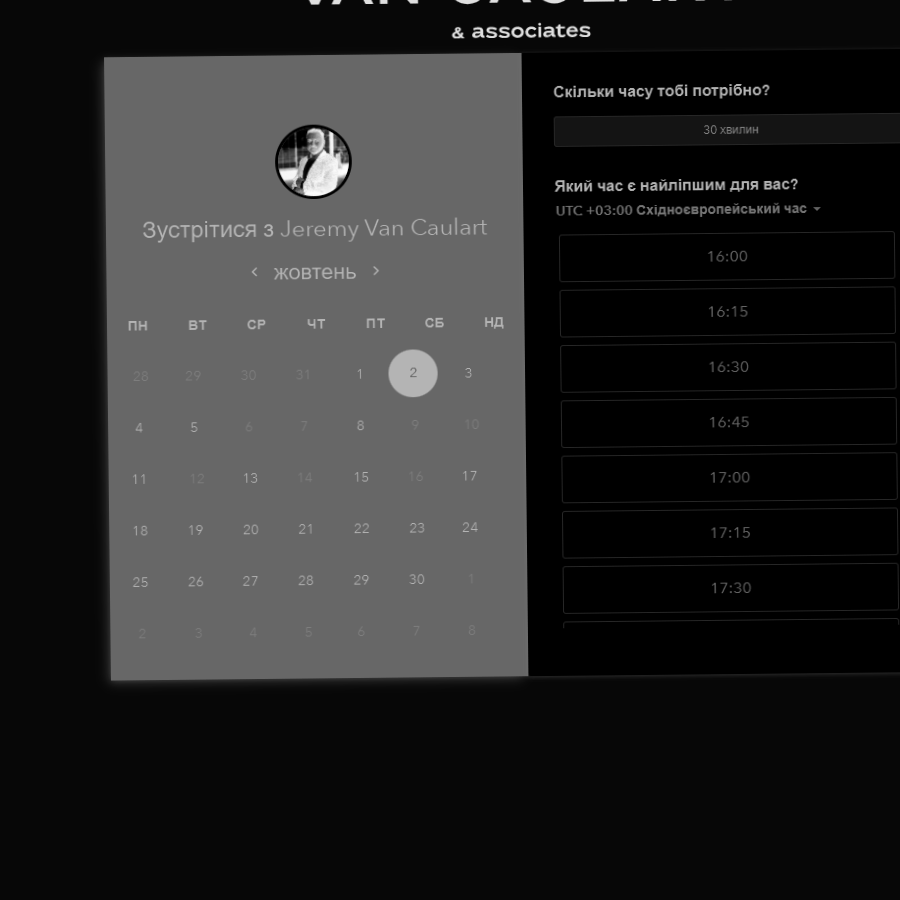 & associates
Зустрітися з Jeremy Van Caulart
‹ жовтень ›
ПН ВТ СР ЧТ ПТ СБ НД
28 29 30 31 1 2 3
4 5 6 7 8 9 10
11 12 13 14 15 16 17
18 19 20 21 22 23 24
25 26 27 28 29 30 1
2 3 4 5 6 7 8
Скільки часу тобі потрібно?
30 хвилин
Який час є найліпшим для вас?
UTC +03:00 Східноєвропейський час
16:00
16:15
16:30
16:45
17:00
17:15
17:30